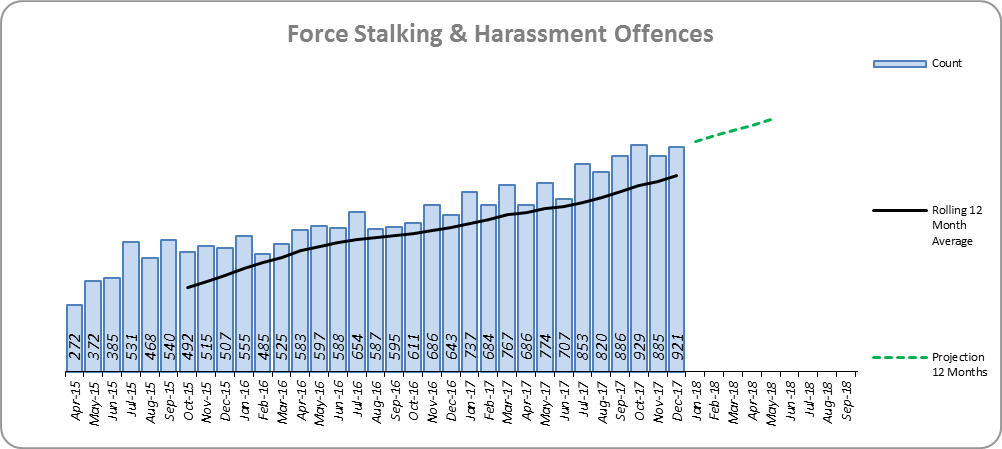 Force Stalking & Harassment Offences
Count
Rolling 12
Month
Average
Projection
12 Months
272 372 385 531 468 540 492 515 507 555 485 525 583 597 588 654 587 595 611 686 643 737 684 767 686 774 707 853 820 886 929 885 921
Apr-15 May-15 Jun-15 Jul-15 Aug-15 Sep-15 Oct-15 Nov-15 Dec-15 Jan-16 Feb-16 Mar-16 Apr-16 May-16 Jun-16 Jul-16 Aug-16 Sep-16 Oct-16 Nov-16 Dec-16 Jan-17 Feb-17 Mar-17 Apr-17 May-17 Jun-17 Jul-17 Aug-17 Sep-17 Oct-17 Nov-17 Dec-17 Jan-18 Feb-18 Mar-18 Apr-18 May-18 Jun-18 Jul-18 Aug-18 Sep-18